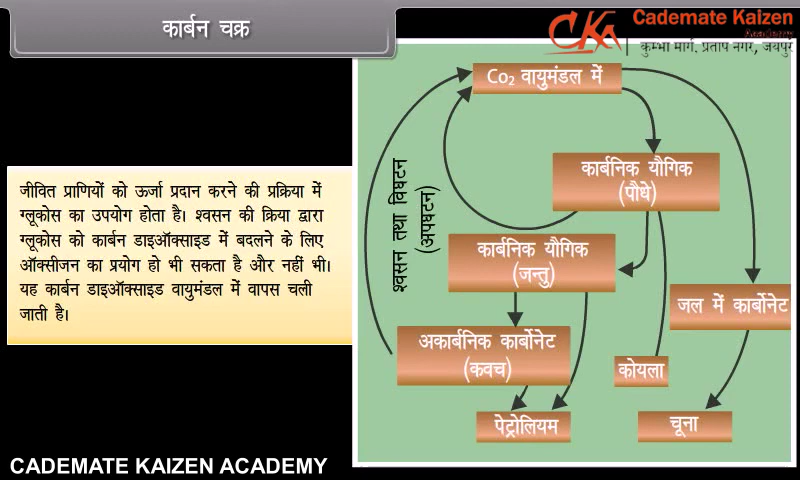 कार्बन चक्र
Cademate Kaizen
Academy
CKA
कुम्भा मार्ग, प्रताप नगर, जयपुर
जीवित प्राणियों को ऊर्जा प्रदान करने की प्रक्रिया में
ग्लूकोस का उपयोग होता है। श्वसन की क्रिया द्वारा
ग्लूकोस को कार्बन डाइऑक्साइड में बदलने के लिए
ऑक्सीजन का प्रयोग हो भी सकता है और नहीं भी।
यह कार्बन डाइऑक्साइड वायुमंडल में वापस चली
जाती है।
Co₂ वायुमंडल में
कार्बनिक यौगिक
(पौधे)
श्वसन तथा विघटन
(अपघटन)
कार्बनिक यौगिक
(जन्तु)
जल में कार्बोनेट
अकार्बनिक कार्बोनेट
(कवच)
कोयला
पेट्रोलियम
चूना
CADEMATE KAIZEN ACADEMY